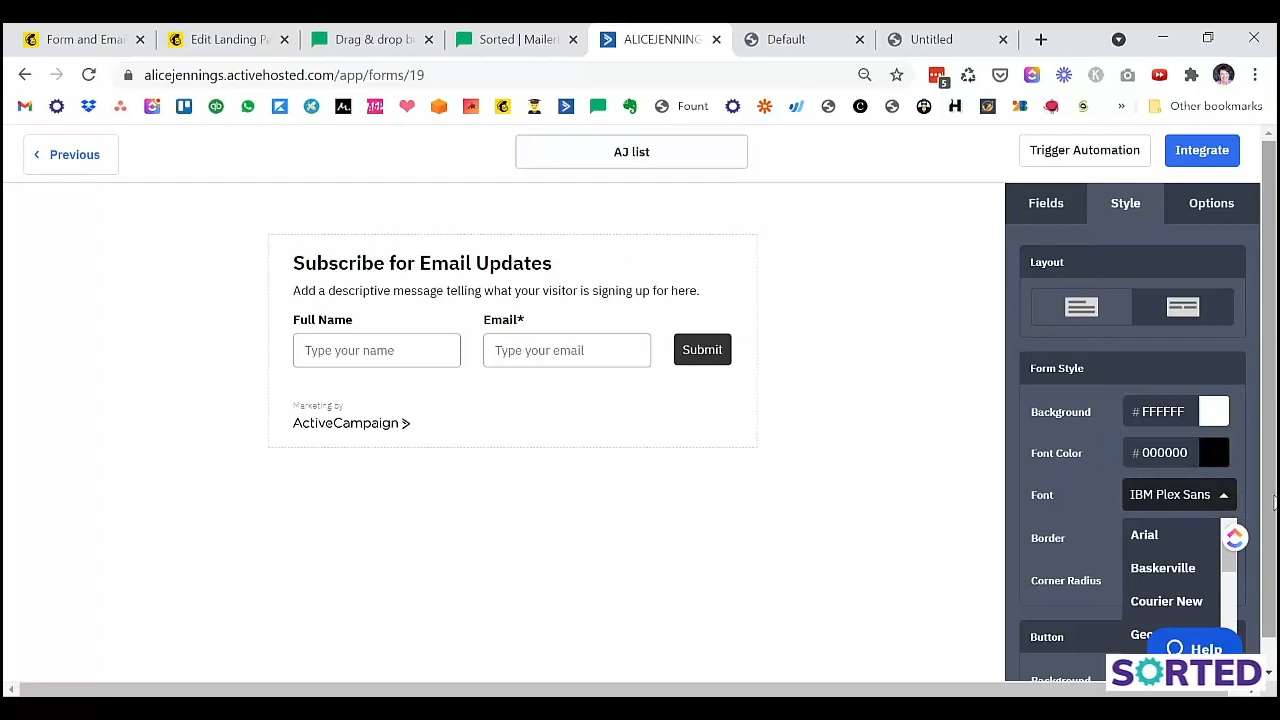 Form and Emai
Edit Landing Pa
Drag & drop b
Sorted | Mailer
ALICEJENNING
Default
Untitled
alicejennings.activehosted.com/app/forms/19
5
Fount
Other bookmarks
Previous
AJ list
Trigger Automation
Integrate
Fields
Style
Options
Layout
Subscribe for Email Updates
Add a descriptive message telling what your visitor is signing up for here.
Full Name
Email*
Type your name
Type your email
Submit
Marketing by
ActiveCampaign >
Form Style
Background
# FFFFFF
Font Color
# 000000
Font
IBM Plex Sans
Arial
Border
Baskerville
Corner Radius
Courier New
Geo
Button
Help
Background
SORTED